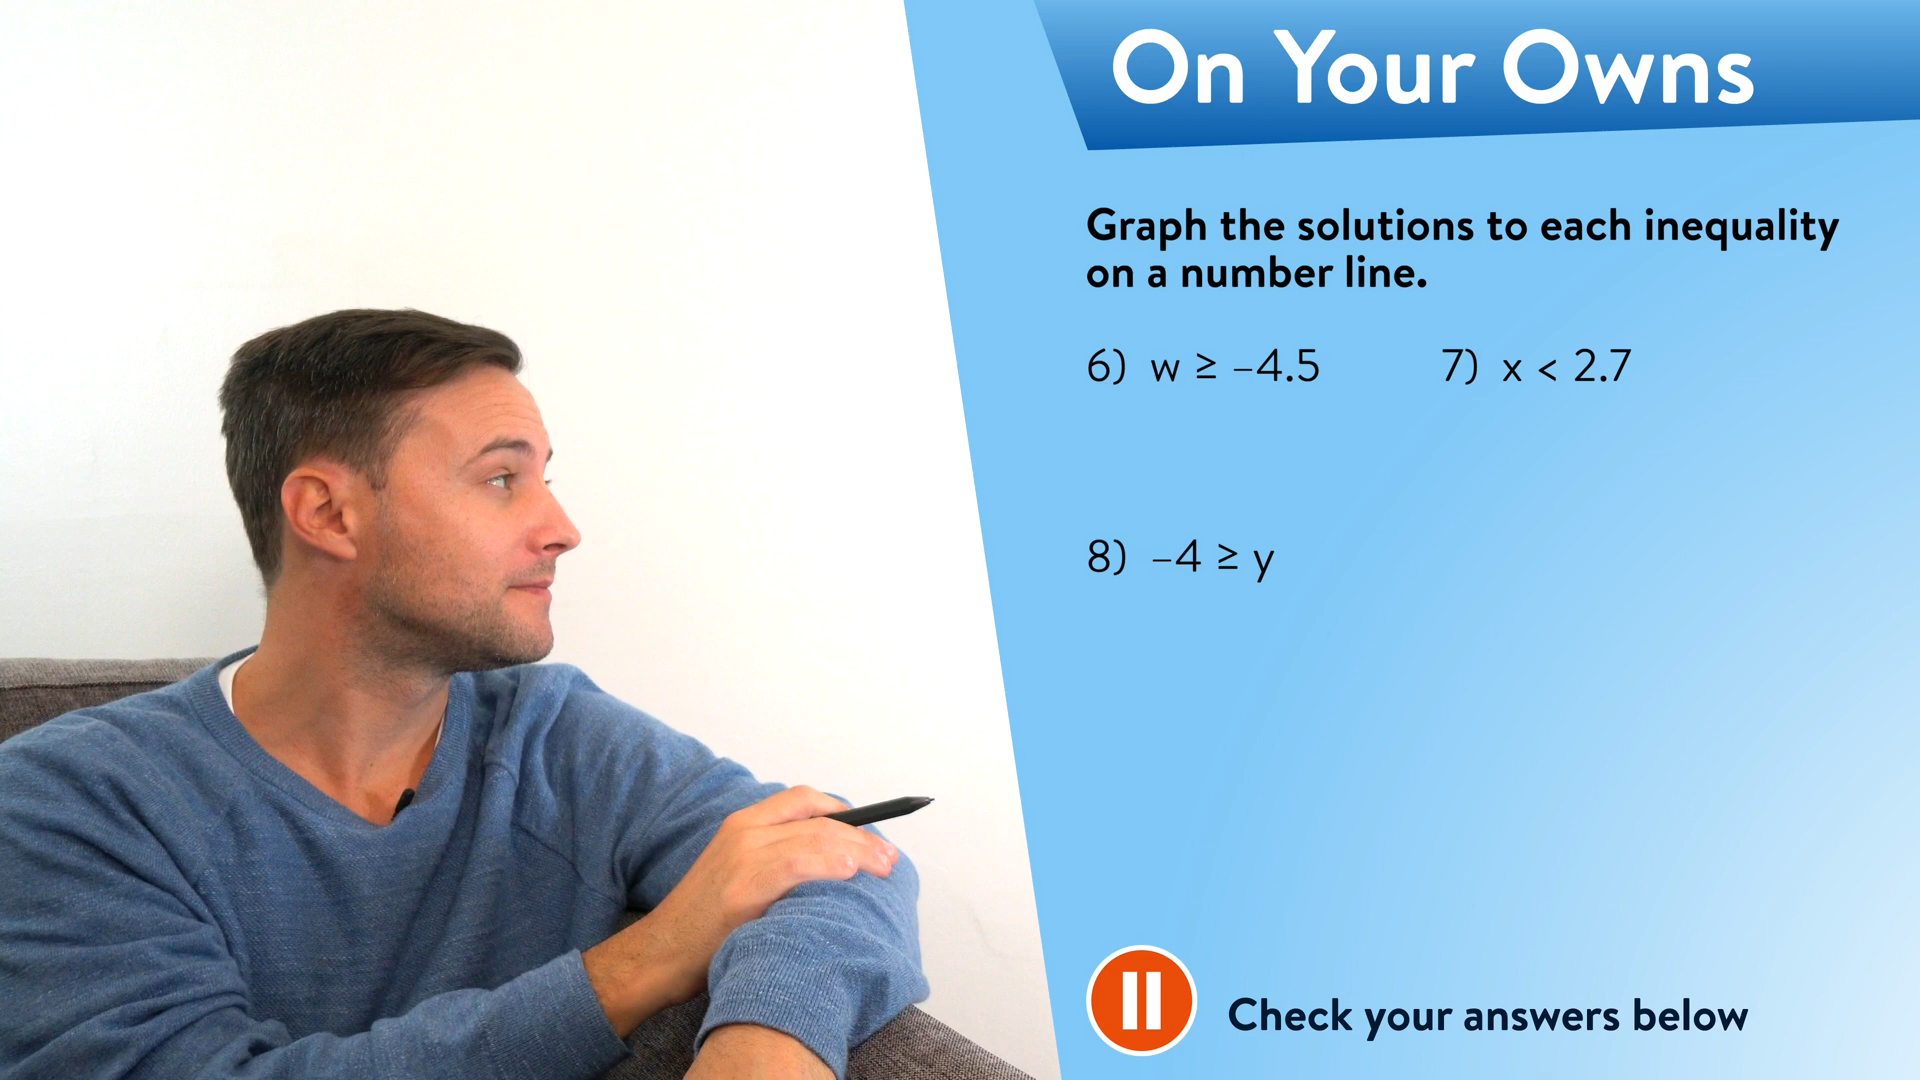 On Your Owns
Graph the solutions to each inequality
on a number line.
6) w ≥ –4.5 7) x < 2.7
8) –4 ≥ y
Check your answers below